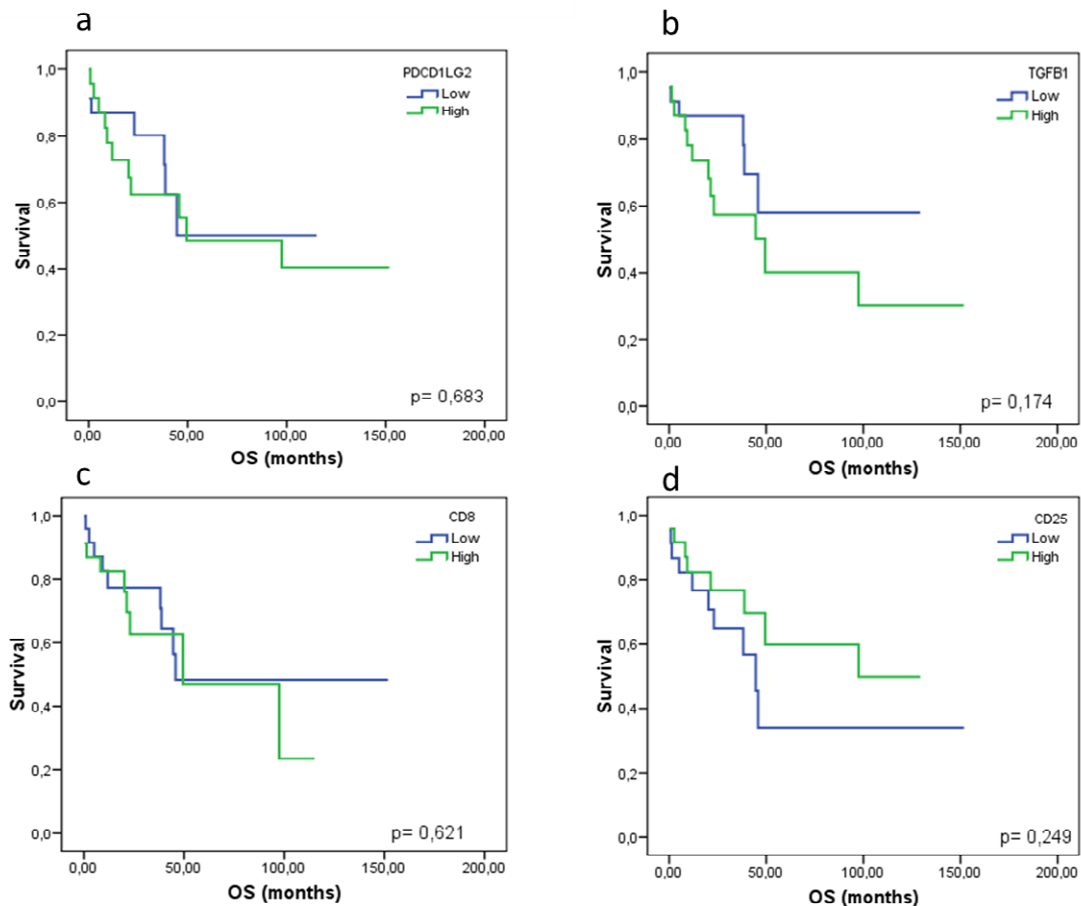 a
PDCD1LG2
Low
High
1,0
0,8
0,6
0,4
0,2
0,0
Survival
p= 0,683
0,00 50,00 100,00 150,00 200,00
OS (months)
b
TGFB1
Low
High
1,0
0,8
0,6
0,4
0,2
0,0
Survival
p= 0,174
0,00 50,00 100,00 150,00 200,00
OS (months)
c
CD8
Low
High
1,0
0,8
0,6
0,4
0,2
0,0
Survival
p= 0,621
0,00 50,00 100,00 150,00 200,00
OS (months)
d
CD25
Low
High
1,0
0,8
0,6
0,4
0,2
0,0
Survival
p= 0,249
0,00 50,00 100,00 150,00 200,00
OS (months)